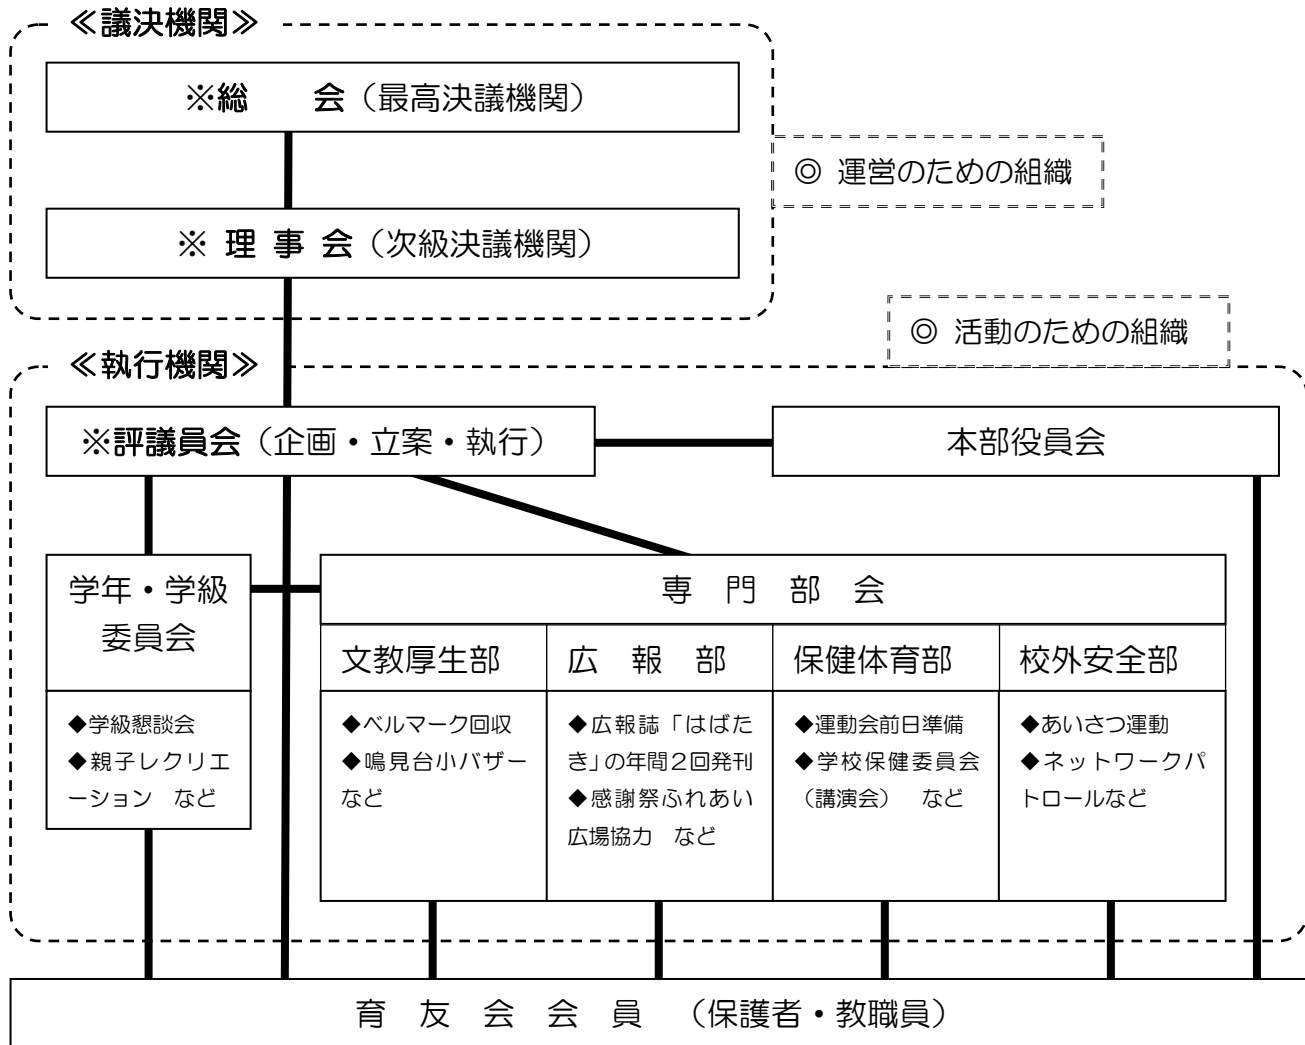 ≪議決機関≫
※総　　会（最高決議機関）
◎ 運営のための組織
※ 理 事 会（次級決議機関）
◎ 活動のための組織
≪執行機関≫
※評議員会（企画・立案・執行）
本部役員会
学年・学級
委員会
専　門　部　会
文教厚生部
広　報　部
保健体育部
校外安全部
◆学級懇談会
◆親子レクリエ
ーション　など
◆ベルマーク回収
◆鳴見台小バザー
など
◆広報誌「はばた
き」の年間２回発刊
◆感謝祭ふれあい
広場協力　など
◆運動会前日準備
◆学校保健委員会
（講演会）　など
◆あいさつ運動
◆ネットワークパ
トロールなど
育　友　会　会　員　（保護者・教職員）